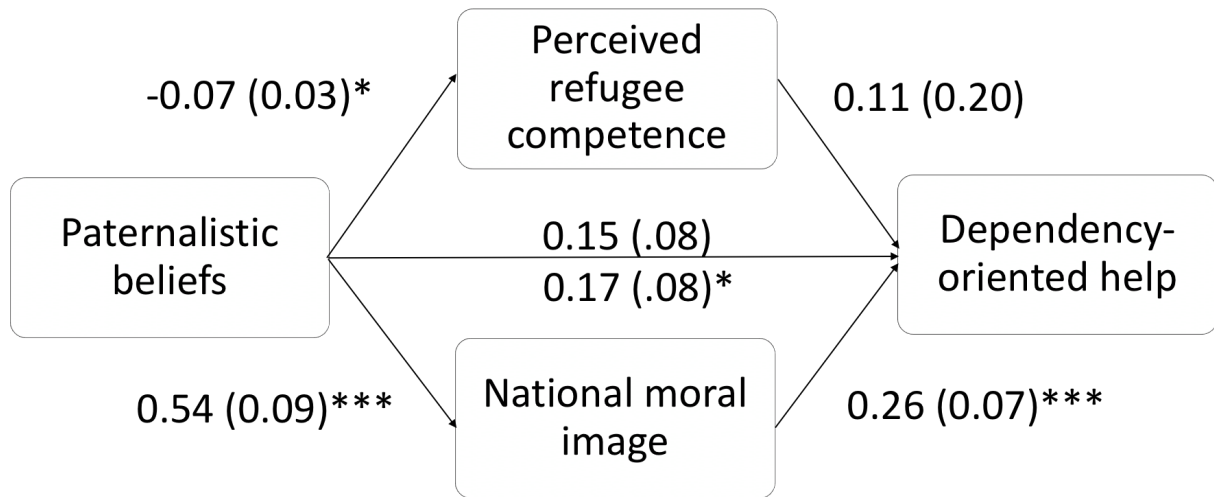 Perceived
refugee
competence
-0.07 (0.03)*
0.11 (0.20)
Paternalistic
beliefs
0.15 (.08)
0.17 (.08)*
Dependency-
oriented help
National moral
image
0.54 (0.09)***
0.26 (0.07)***